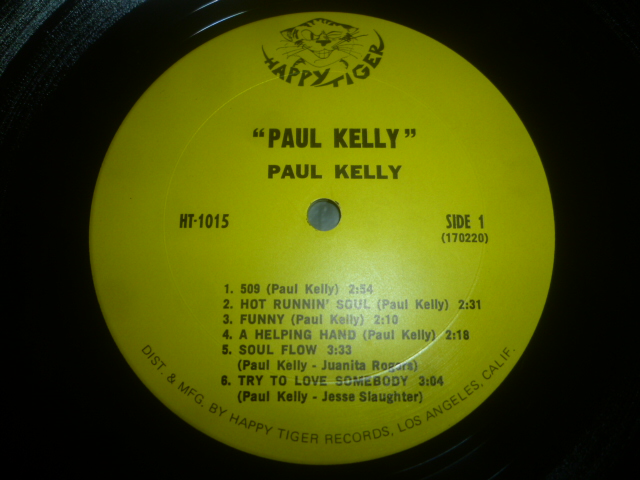 HAPPY TIGER
"PAUL KELLY"
PAUL KELLY
HT-1015
SIDE 1
(170220)
1. 509 (Paul Kelly) 2:54
2. HOT RUNNIN' SOUL (Paul Kelly) 2:31
3. FUNNY (Paul Kelly) 2:10
4. A HELPING HAND (Paul Kelly) 2:18
5. SOUL FLOW 3:33
(Paul Kelly - Juanita Rogers)
6. TRY TO LOVE SOMEBODY 3:04
(Paul Kelly - Jesse Slaughter)
DIST. & MFG. BY HAPPY TIGER RECORDS, LOS ANGELES, CALIF.